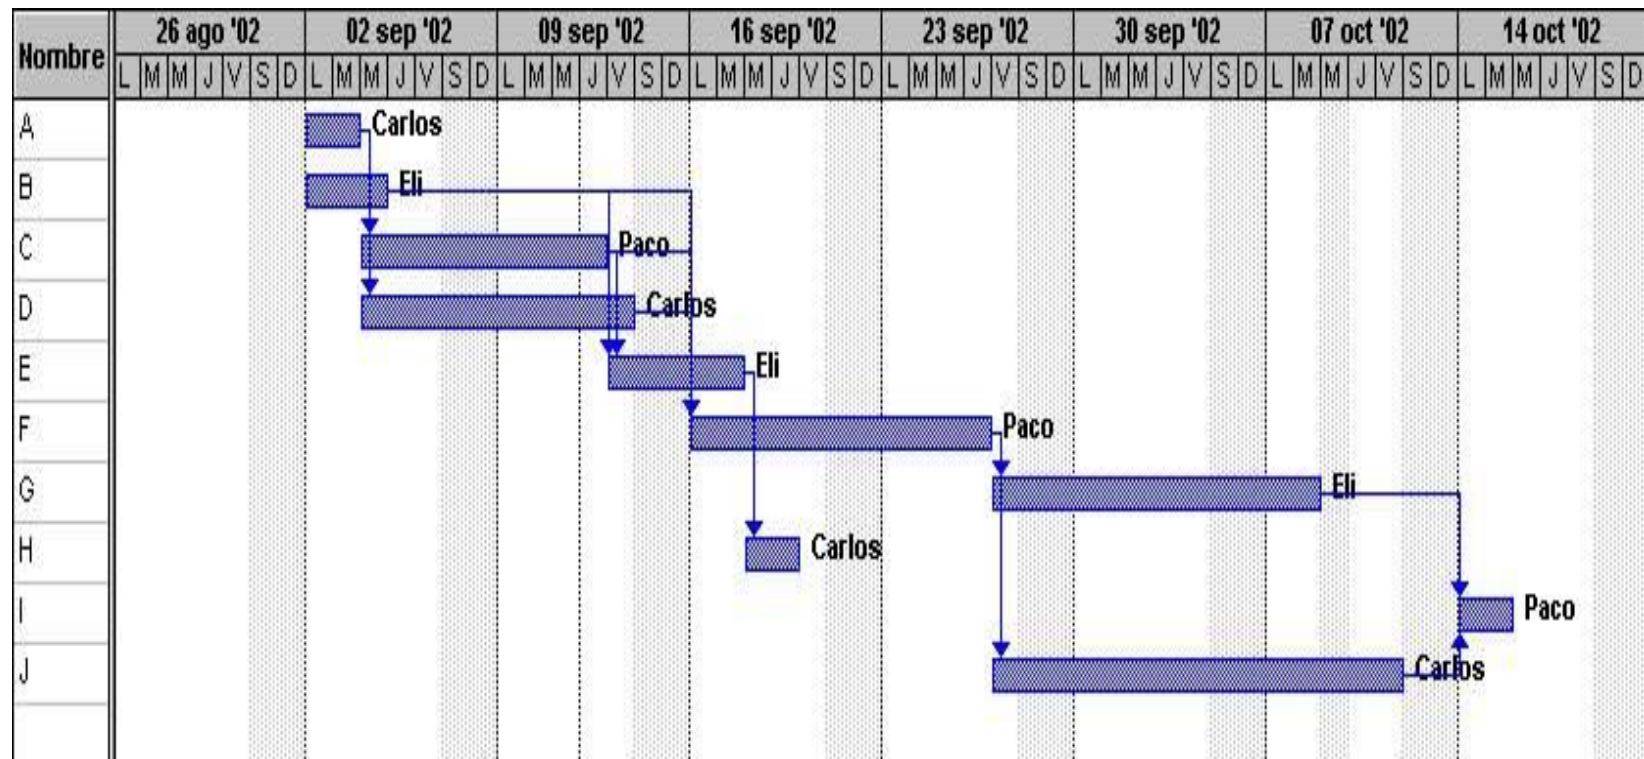 Nombre
26 ago '02 02 sep '02 09 sep '02 16 sep '02 23 sep '02 30 sep '02 07 oct '02 14 oct '02
L M M J V S D L M M J V S D L M M J V S D L M M J V S D L M M J V S D L M M J V S D L M M J V S D L M M J V S D
A Carlos
B Eli
C Paco
D Carlos
E Eli
F Paco
G Eli
H Carlos
I Paco
J Carlos